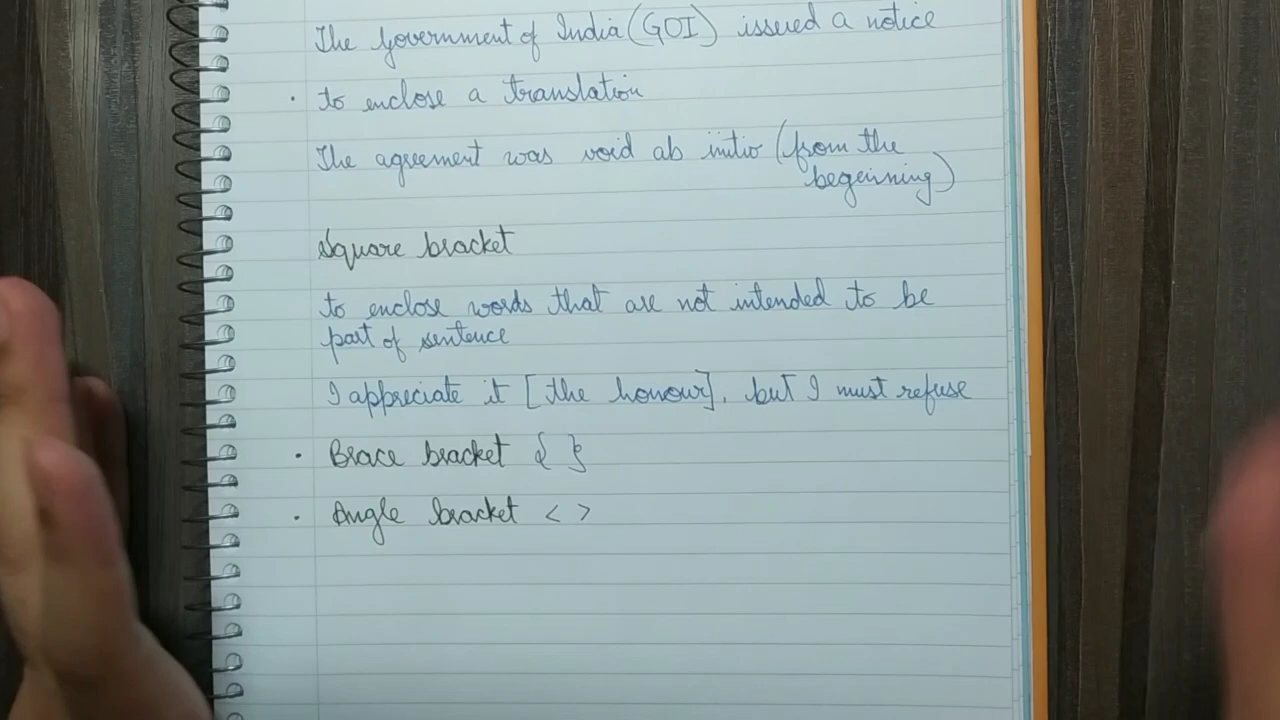 The Government of India (GOI) issued a notice
· to enclose a translation
The agreement was void ab initio (from the
beginning)
Square bracket
to enclose words that are not intended to be
part of sentence
I appreciate it [the honour], but I must refuse
· Brace bracket { }
· Angle bracket < >